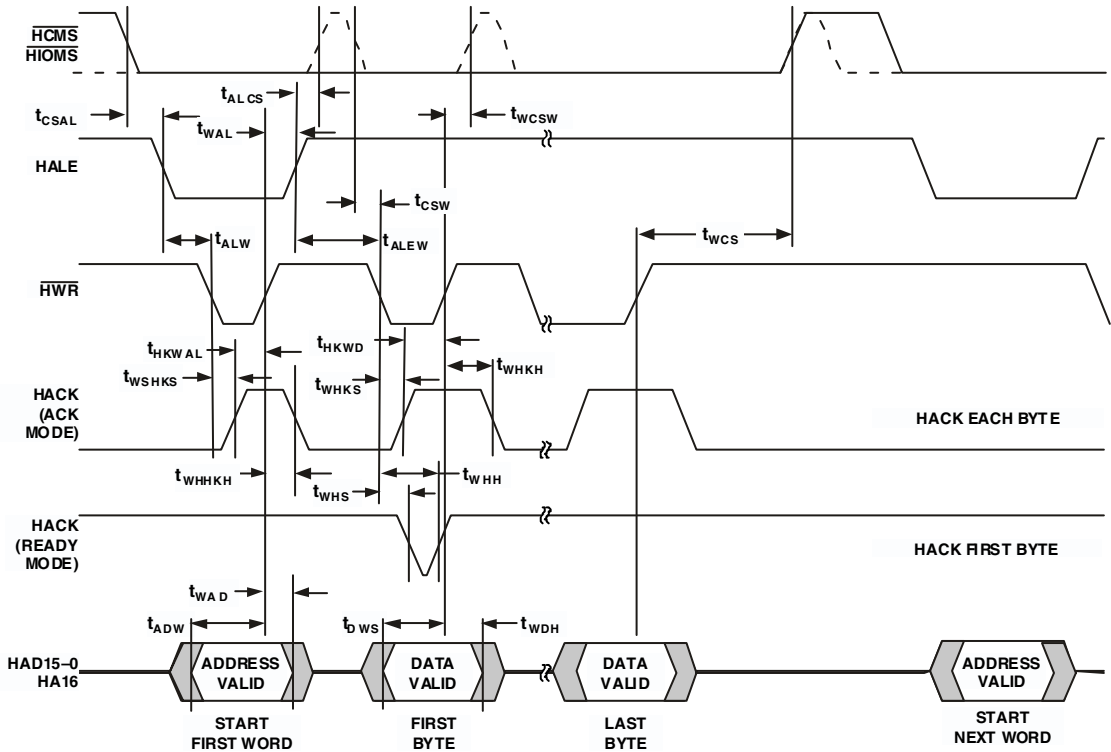 HCMS
HIOMS
tALCS
tCSAL
tWAL
tWCSW
HALE
tCSW
tALW
tALEW
tWCS
HWR
tHKWAL
tHKWD
tWHKH
tWSHKS
tWHKS
HACK
(ACK
MODE)
HACK EACH BYTE
tWHHKH
tWHS
tWHH
HACK
(READY
MODE)
HACK FIRST BYTE
tWAD
tADW
tDWS
tWDH
HAD15–0
HA16
ADDRESS
VALID
DATA
VALID
DATA
VALID
ADDRESS
VALID
START
FIRST WORD
FIRST
BYTE
LAST
BYTE
START
NEXT WORD